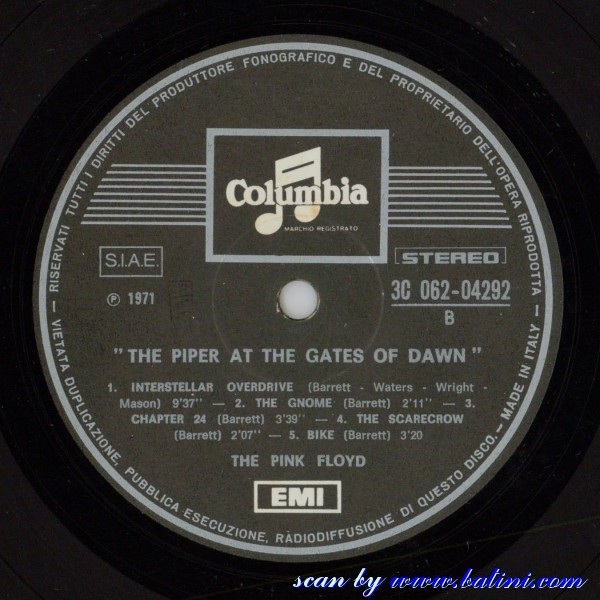 RISERVATI TUTTI I DIRITTI DEL PRODUTTORE FONOGRAFICO E DEL PROPRIETARIO DELL'OPERA RIPRODOTTA
Columbia
MARCHIO REGISTRATO
S.I.A.E.
STEREO
℗ 1971
3C 062-04292
B
"THE PIPER AT THE GATES OF DAWN"
1. INTERSTELLAR OVERDRIVE (Barrett - Waters - Wright -
Mason) 9'37" — 2. THE GNOME (Barrett) 2'11" — 3.
CHAPTER 24 (Barrett) 3'39" — 4. THE SCARECROW
(Barrett) 2'07" — 5. BIKE (Barrett) 3'20
THE PINK FLOYD
EMI
— VIETATA DUPLICAZIONE, PUBBLICA ESECUZIONE, RADIODIFFUSIONE DI QUESTO DISCO. — MADE IN ITALY —
scan by www.batini.com